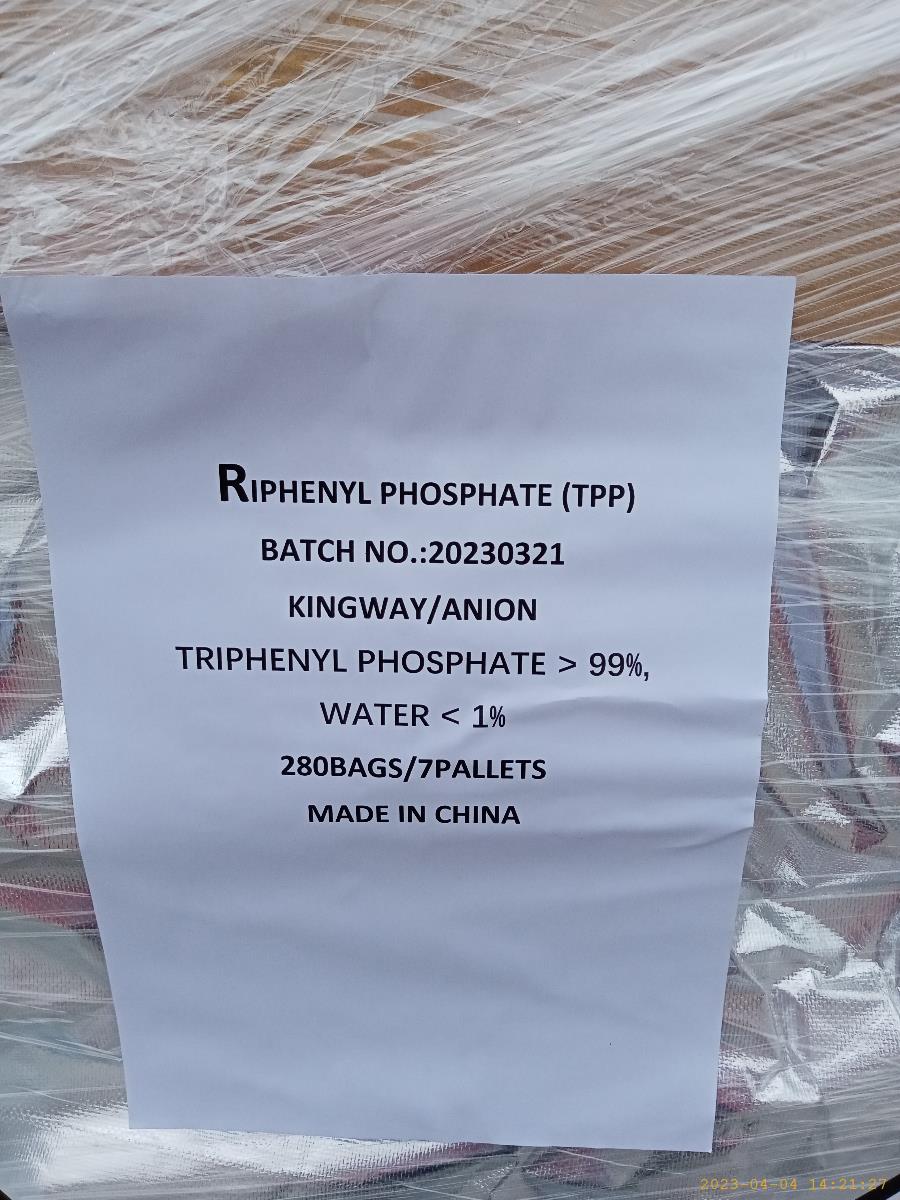 RIPHENYL PHOSPHATE (TPP)
BATCH NO.:20230321
KINGWAY/ANION
TRIPHENYL PHOSPHATE > 99%,
WATER < 1%
280BAGS/7PALLETS
MADE IN CHINA
2023-04-04 14:21:27